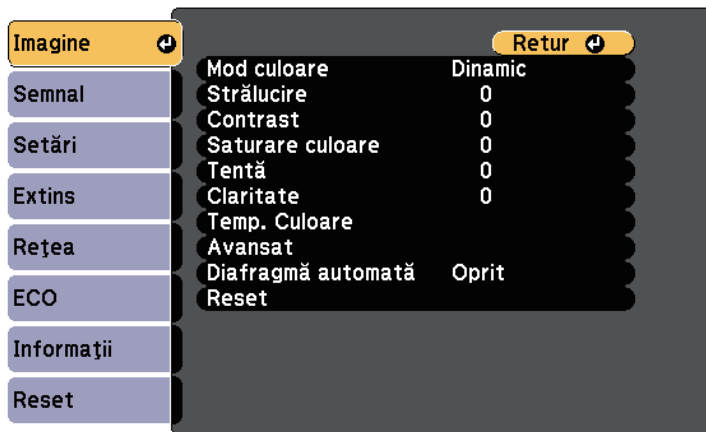 Imagine
Semnal
Setări
Extins
Reţea
ECO
Informaţii
Reset
Retur
Mod culoare Dinamic
Strălucire 0
Contrast 0
Saturare culoare 0
Tentă 0
Claritate 0
Temp. Culoare
Avansat
Diafragmă automată Oprit
Reset